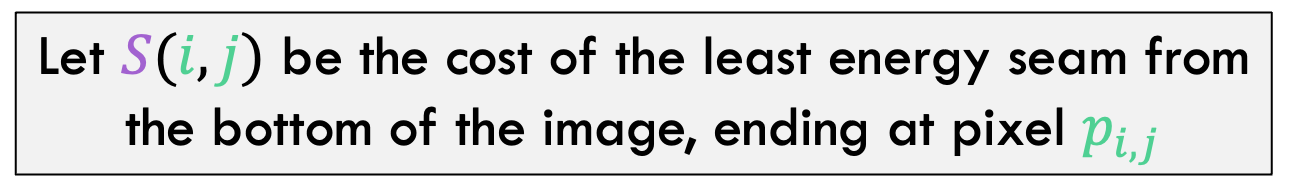 Let S(i, j) be the cost of the least energy seam from
the bottom of the image, ending at pixel p_{i,j}